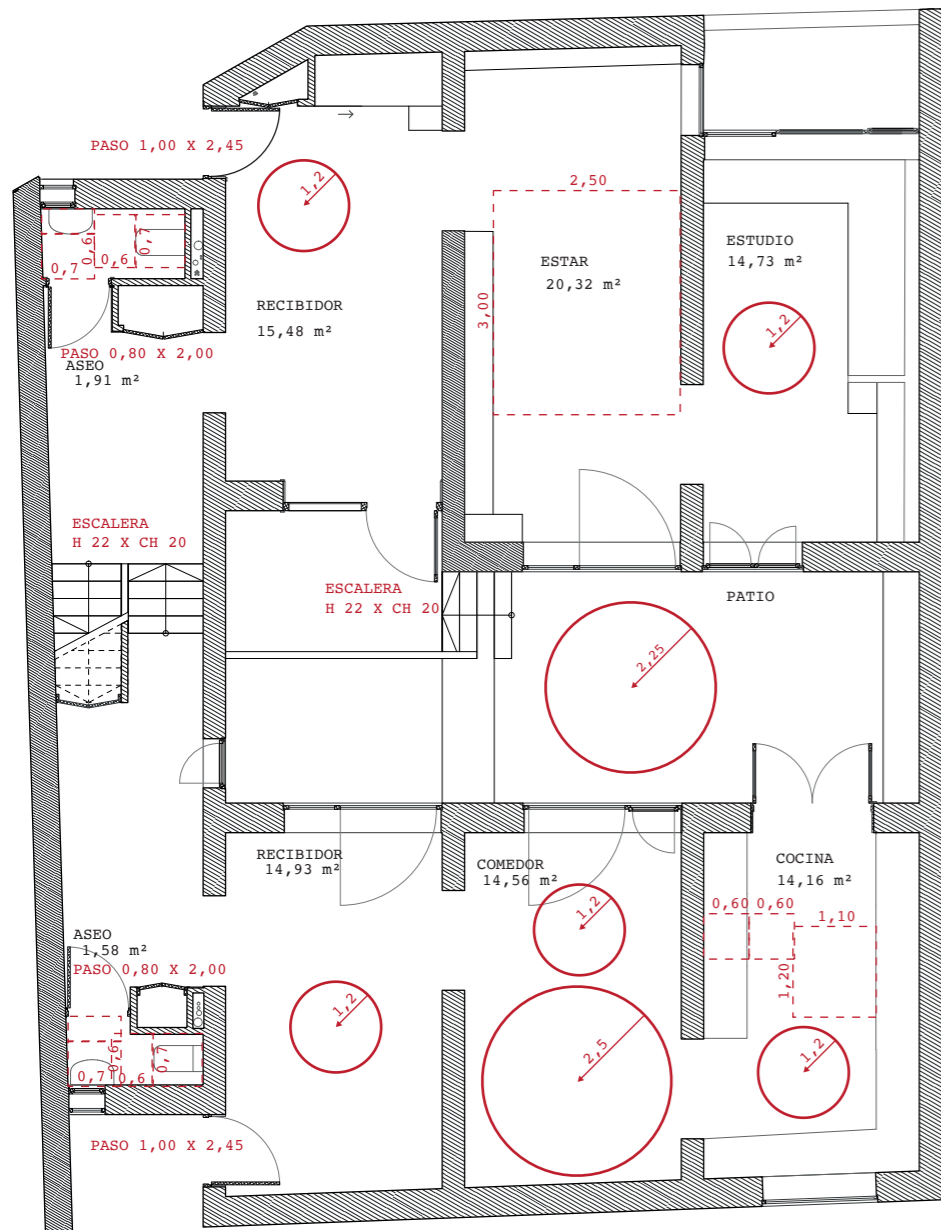 PASO 1,00 X 2,45
1,2
2,50
0,6
0,7
0,7
0,6
ESTAR
20,32 m²
ESTUDIO
14,73 m²
3,00
RECIBIDOR
15,48 m²
1,2
PASO 0,80 X 2,00
ASEO
1,91 m²
ESCALERA
H 22 X CH 20
ESCALERA
H 22 X CH 20
PATIO
2,25
RECIBIDOR
14,93 m²
COMEDOR
14,56 m²
COCINA
14,16 m²
1,2
0,60
0,60
1,10
1,20
ASEO
1,58 m²
PASO 0,80 X 2,00
1,2
2,5
1,2
0,6
0,7
0,7
0,6
PASO 1,00 X 2,45